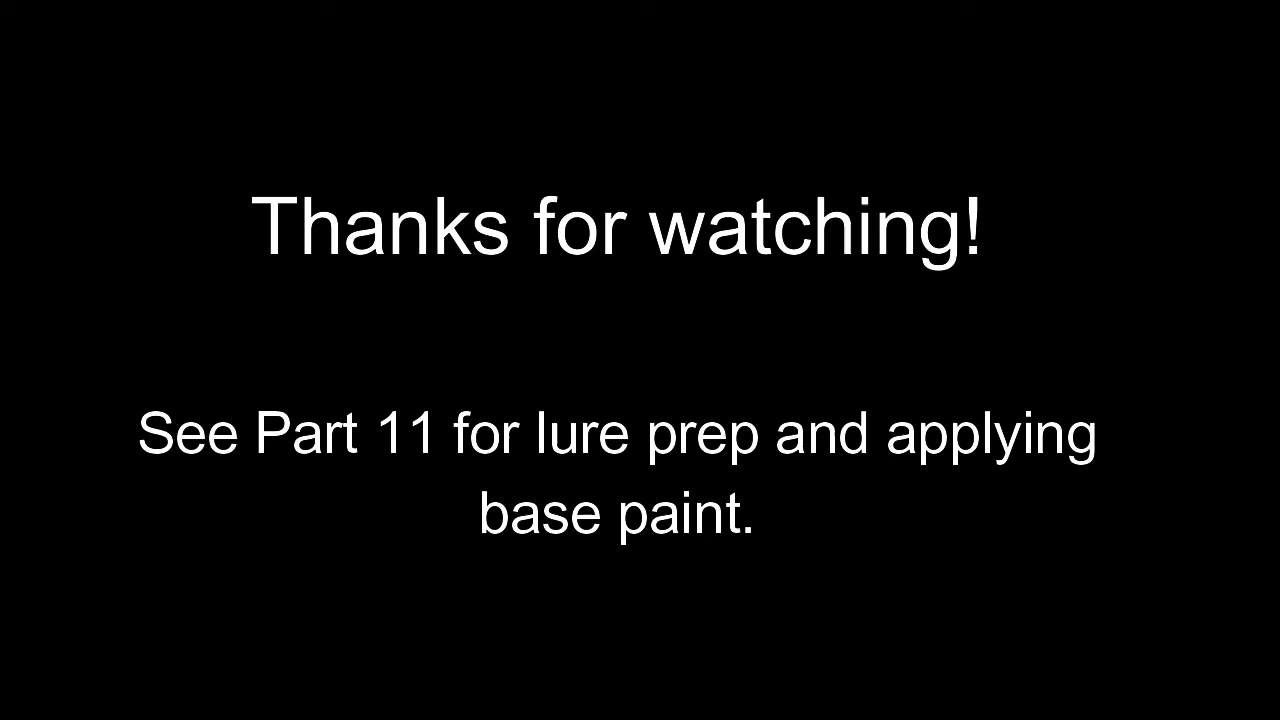 Thanks for watching!
See Part 11 for lure prep and applying
base paint.